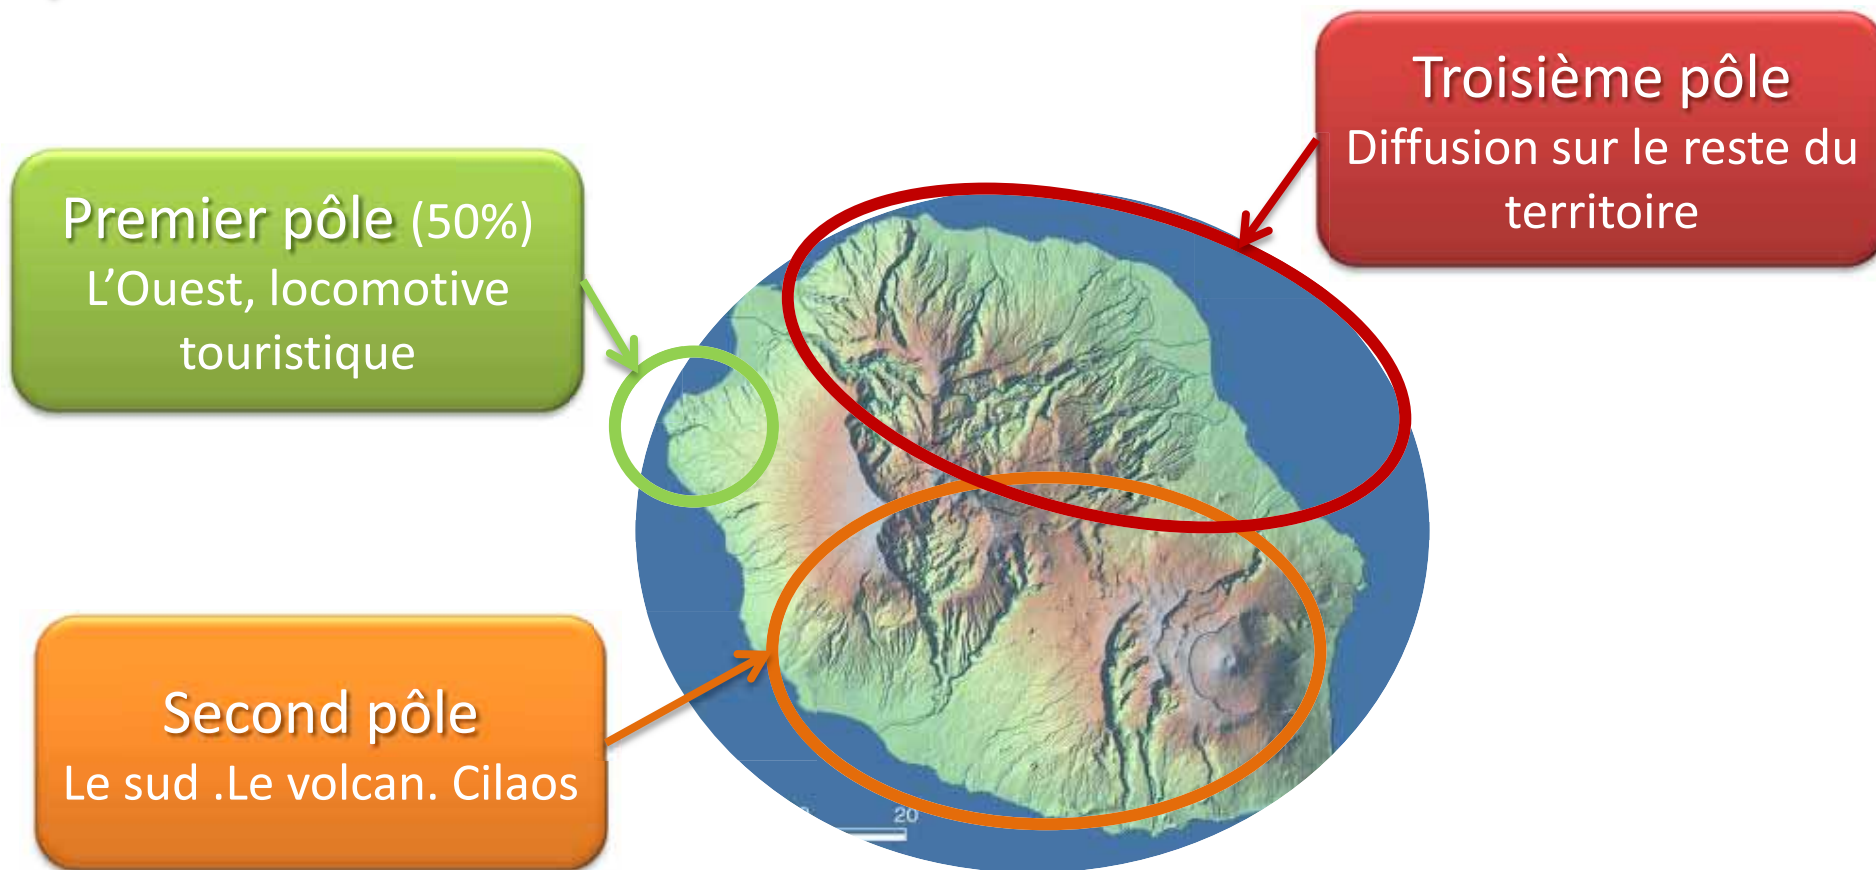 Troisième pôle
Diffusion sur le reste du
territoire
Premier pôle (50%)
L’Ouest, locomotive
touristique
Second pôle
Le sud .Le volcan. Cilaos
20